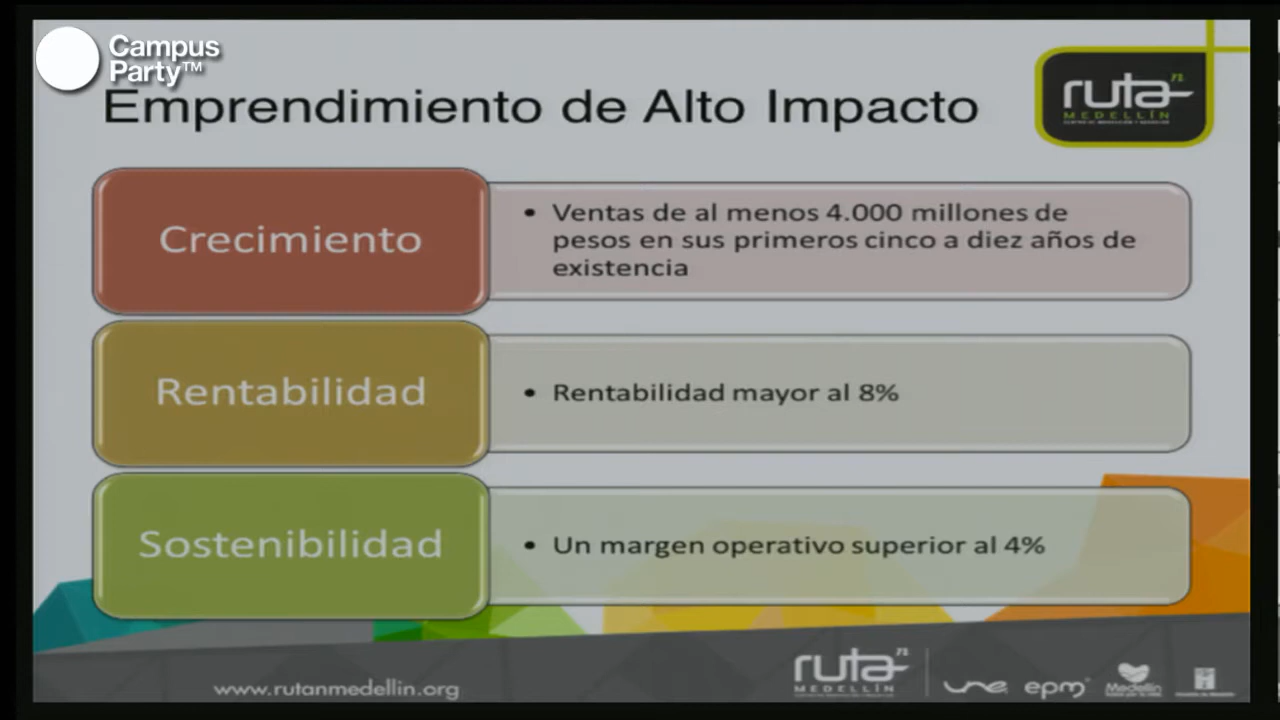 Campus
Party™
Emprendimiento de Alto Impacto
ruta n
MEDELLÍN
Crecimiento
• Ventas de al menos 4.000 millones de
pesos en sus primeros cinco a diez años de
existencia
Rentabilidad
• Rentabilidad mayor al 8%
Sostenibilidad
• Un margen operativo superior al 4%
www.rutanmedellin.org
ruta n
MEDELLÍN
une epm Medellín